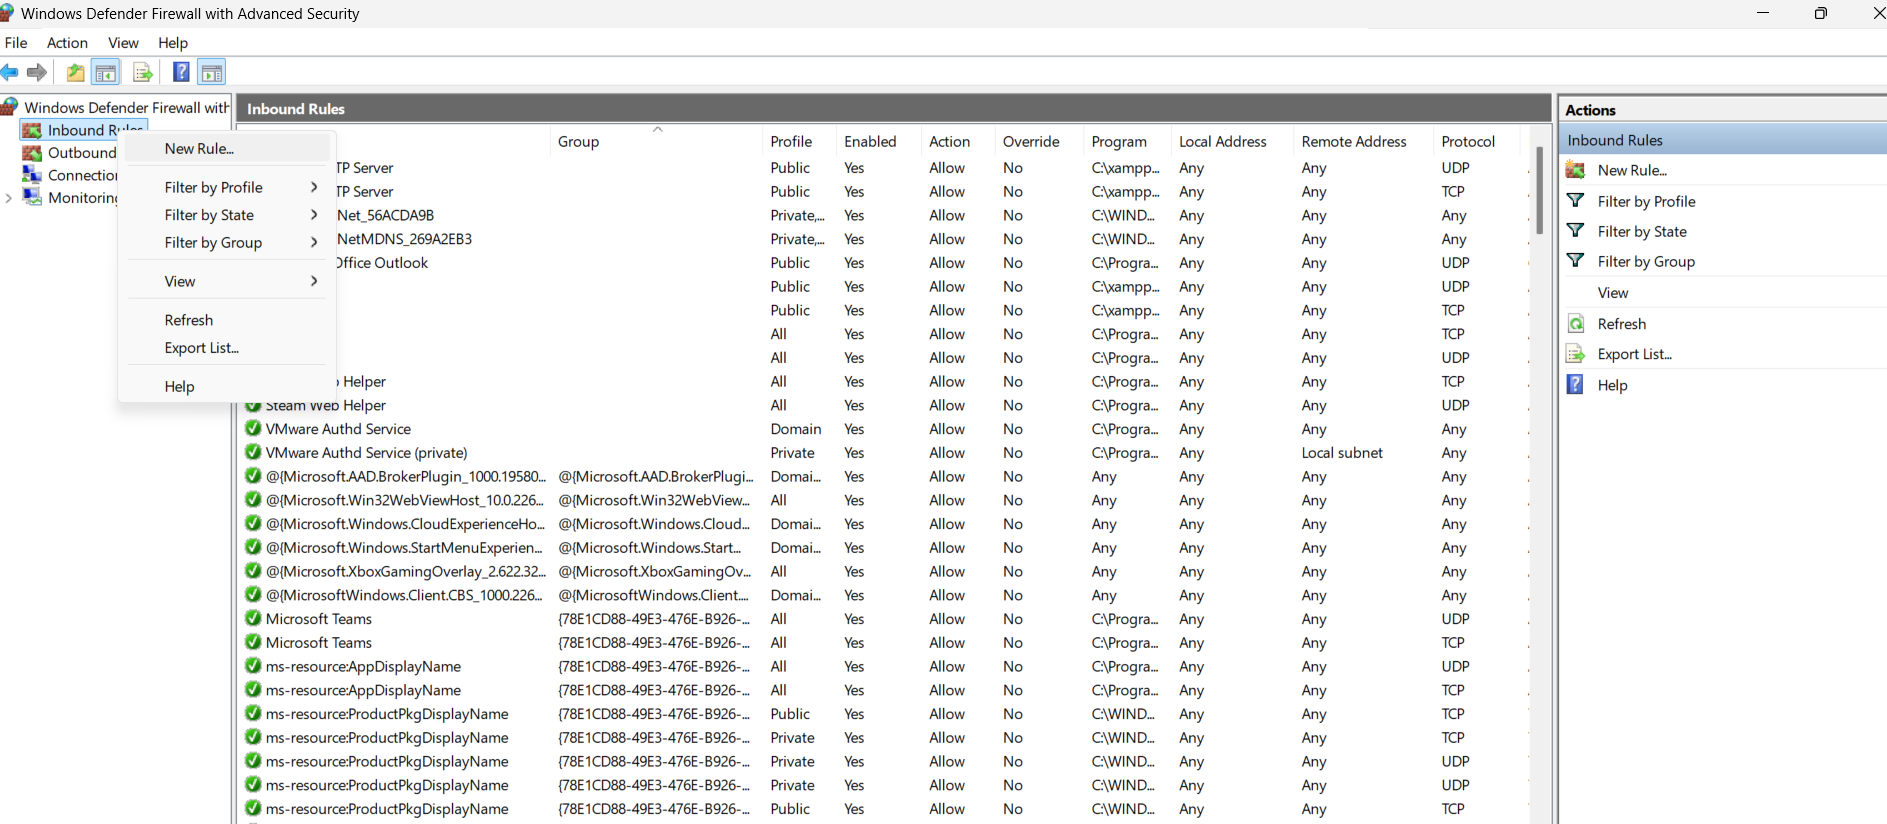 Windows Defender Firewall with Advanced Security
File Action View Help
Windows Defender Firewall with
Inbound Rules
Outbound
Connection
Monitoring
New Rule...
Filter by Profile
Filter by State
Filter by Group
View
Refresh
Export List...
Help
Inbound Rules
Group Profile Enabled Action Override Program Local Address Remote Address Protocol
TP Server Public Yes Allow No C:\xampp... Any Any UDP
TP Server Public Yes Allow No C:\xampp... Any Any TCP
Net_56ACDA9B Private,... Yes Allow No C:\WIND... Any Any Any
NetMDNS_269A2EB3 Private,... Yes Allow No C:\WIND... Any Any Any
Office Outlook Public Yes Allow No C:\Progra... Any Any UDP
Public Yes Allow No C:\xampp... Any Any UDP
Public Yes Allow No C:\xampp... Any Any TCP
All Yes Allow No C:\Progra... Any Any TCP
All Yes Allow No C:\Progra... Any Any UDP
Helper All Yes Allow No C:\Progra... Any Any TCP
Steam Web Helper All Yes Allow No C:\Progra... Any Any UDP
VMware Authd Service Domain Yes Allow No C:\Progra... Any Any Any
VMware Authd Service (private) Private Yes Allow No C:\Progra... Any Local subnet Any
@{Microsoft.AAD.BrokerPlugin_1000.19580... @{Microsoft.AAD.BrokerPlugi... Domai... Yes Allow No Any Any Any Any
@{Microsoft.Win32WebViewHost_10.0.226... @{Microsoft.Win32WebView... All Yes Allow No Any Any Any Any
@{Microsoft.Windows.CloudExperienceHo... @{Microsoft.Windows.Cloud... Domai... Yes Allow No Any Any Any Any
@{Microsoft.Windows.StartMenuExperien... @{Microsoft.Windows.Start... Domai... Yes Allow No Any Any Any Any
@{Microsoft.XboxGamingOverlay_2.622.32... @{Microsoft.XboxGamingOv... All Yes Allow No Any Any Any Any
@{MicrosoftWindows.Client.CBS_1000.226... @{MicrosoftWindows.Client.... Domai... Yes Allow No Any Any Any Any
Microsoft Teams {78E1CD88-49E3-476E-B926-... All Yes Allow No C:\Progra... Any Any UDP
Microsoft Teams {78E1CD88-49E3-476E-B926-... All Yes Allow No C:\Progra... Any Any TCP
ms-resource:AppDisplayName {78E1CD88-49E3-476E-B926-... All Yes Allow No C:\Progra... Any Any UDP
ms-resource:AppDisplayName {78E1CD88-49E3-476E-B926-... All Yes Allow No C:\Progra... Any Any TCP
ms-resource:ProductPkgDisplayName {78E1CD88-49E3-476E-B926-... Public Yes Allow No C:\WIND... Any Any TCP
ms-resource:ProductPkgDisplayName {78E1CD88-49E3-476E-B926-... Private Yes Allow No C:\WIND... Any Any TCP
ms-resource:ProductPkgDisplayName {78E1CD88-49E3-476E-B926-... Private Yes Allow No C:\WIND... Any Any UDP
ms-resource:ProductPkgDisplayName {78E1CD88-49E3-476E-B926-... Private Yes Allow No C:\WIND... Any Any UDP
ms-resource:ProductPkgDisplayName {78E1CD88-49E3-476E-B926-... Public Yes Allow No C:\WIND... Any Any TCP
Actions
Inbound Rules
New Rule...
Filter by Profile
Filter by State
Filter by Group
View
Refresh
Export List...
Help